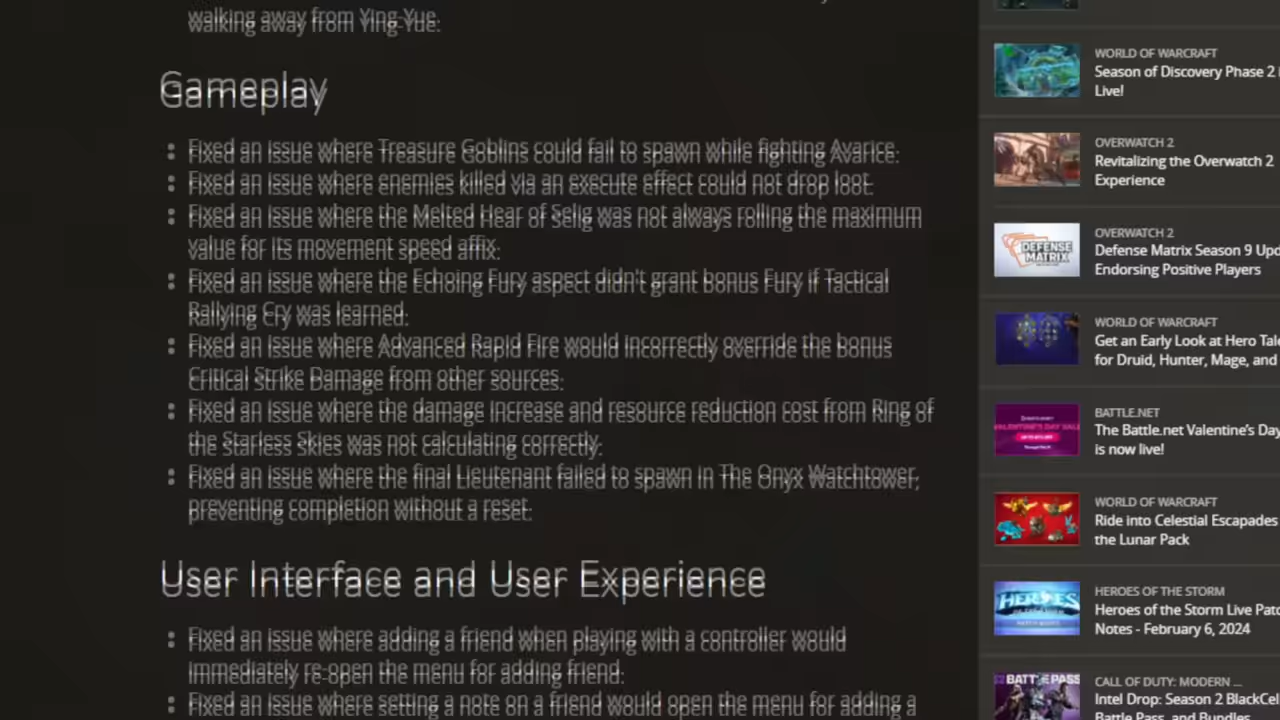 walking away from Ying-Yue.
Gameplay
Fixed an issue where Treasure Goblins could fail to spawn while fighting Avarice.
Fixed an issue where enemies killed via an execute effect could not drop loot.
Fixed an issue where the Melted Hear of Selig was not always rolling the maximum
value for its movement speed affix.
Fixed an issue where the Echoing Fury aspect didn't grant bonus Fury if Tactical
Rallying Cry was learned.
Fixed an issue where Advanced Rapid Fire would incorrectly override the bonus
Critical Strike Damage from other sources.
Fixed an issue where the damage increase and resource reduction cost from Ring of
the Starless Skies was not calculating correctly.
Fixed an issue where the final Lieutenant failed to spawn in The Onyx Watchtower,
preventing completion without a reset.
User Interface and User Experience
Fixed an issue where adding a friend when playing with a controller would
immediately re-open the menu for adding friend.
Fixed an issue where setting a note on a friend would open the menu for adding a
WORLD OF WARCRAFT
Season of Discovery Phase 2 i
Live!
OVERWATCH 2
Revitalizing the Overwatch 2
Experience
DEFENSE
MATRIX
OVERWATCH 2
Defense Matrix Season 9 Upd
Endorsing Positive Players
WORLD OF WARCRAFT
Get an Early Look at Hero Tale
for Druid, Hunter, Mage, and
BATTLE.NET
The Battle.net Valentine's Day
is now live!
WORLD OF WARCRAFT
Ride into Celestial Escapades
the Lunar Pack
HEROES
HEROES OF THE STORM
Heroes of the Storm Live Patc
Notes - February 6, 2024
BATTLE PASS
CALL OF DUTY: MODERN ...
Intel Drop: Season 2 BlackCel
Battle Pass, and Bundles